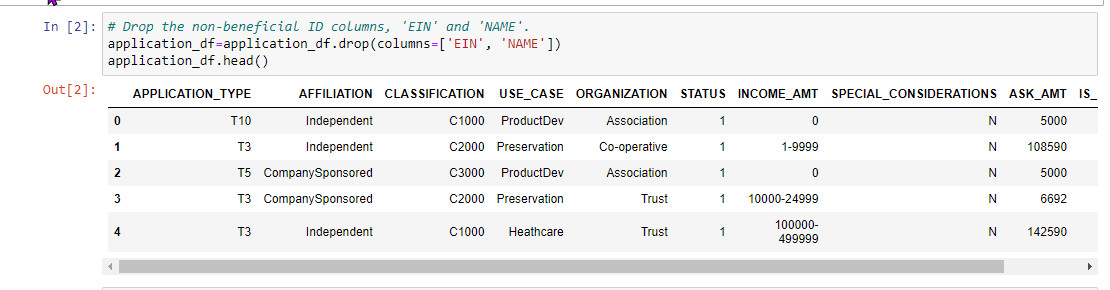 In [2]: # Drop the non-beneficial ID columns, 'EIN' and 'NAME'.
application_df=application_df.drop(columns=['EIN', 'NAME'])
application_df.head()
Out[2]:
APPLICATION_TYPE AFFILIATION CLASSIFICATION USE_CASE ORGANIZATION STATUS INCOME_AMT SPECIAL_CONSIDERATIONS ASK_AMT IS_
0 T10 Independent C1000 ProductDev Association 1 0 N 5000
1 T3 Independent C2000 Preservation Co-operative 1 1-9999 N 108590
2 T5 CompanySponsored C3000 ProductDev Association 1 0 N 5000
3 T3 CompanySponsored C2000 Preservation Trust 1 10000-24999 N 6692
4 T3 Independent C1000 Heathcare Trust 1 100000-499999 N 142590